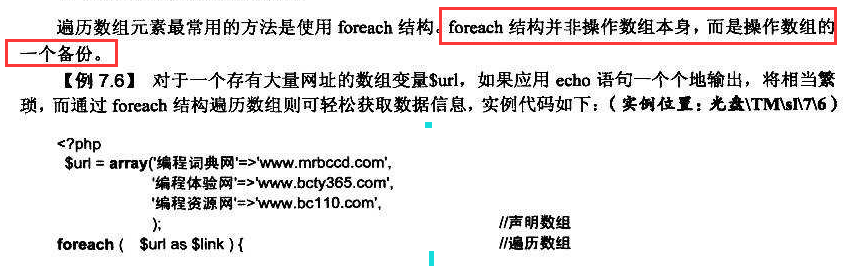 遍历数组元素最常用的方法是使用 foreach 结构。foreach 结构并非操作数组本身，而是操作数组的
一个备份。
【例 7.6】 对于一个存有大量网址的数组变量$url，如果应用 echo 语句一个个地输出，将相当繁
琐，而通过 foreach 结构遍历数组则可轻松获取数据信息，实例代码如下：（实例位置：光盘\TM\sl\7\6）
<?php
$url = array('编程词典网'=>'www.mrbccd.com',
'编程体验网'=>'www.bcty365.com',
'编程资源网'=>'www.bc110.com',
); //声明数组
foreach ( $url as $link ) { //遍历数组